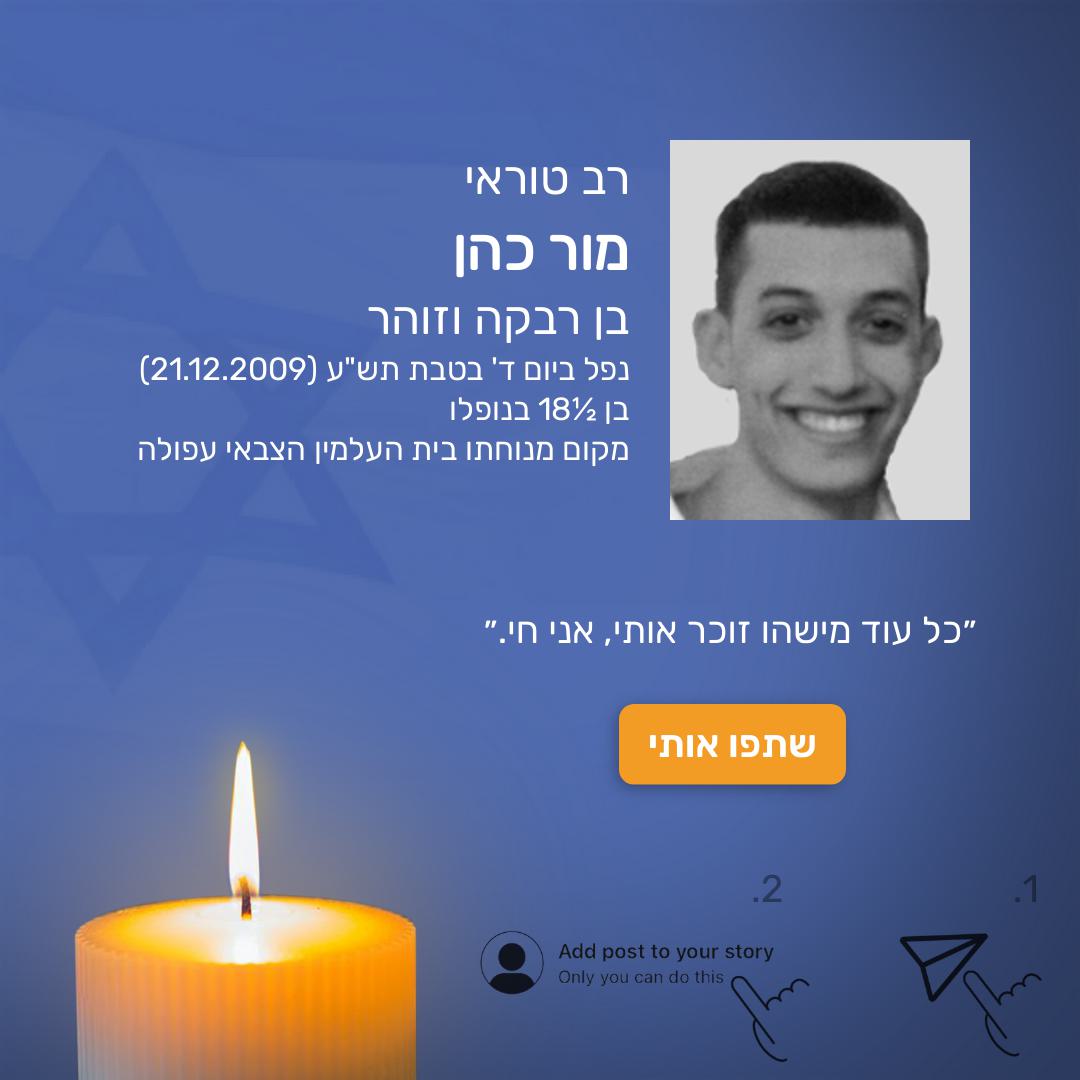 רב טוראי
מור כהן
בן רבקה וזוהר
נפל ביום ד' בטבת תש"ע (21.12.2009)
בן 18½ בנופלו
מקום מנוחתו בית העלמין הצבאי עפולה
״כל עוד מישהו זוכר אותי, אני חי.״
שתפו אותי
.1
.2
Add post to your story
Only you can do this